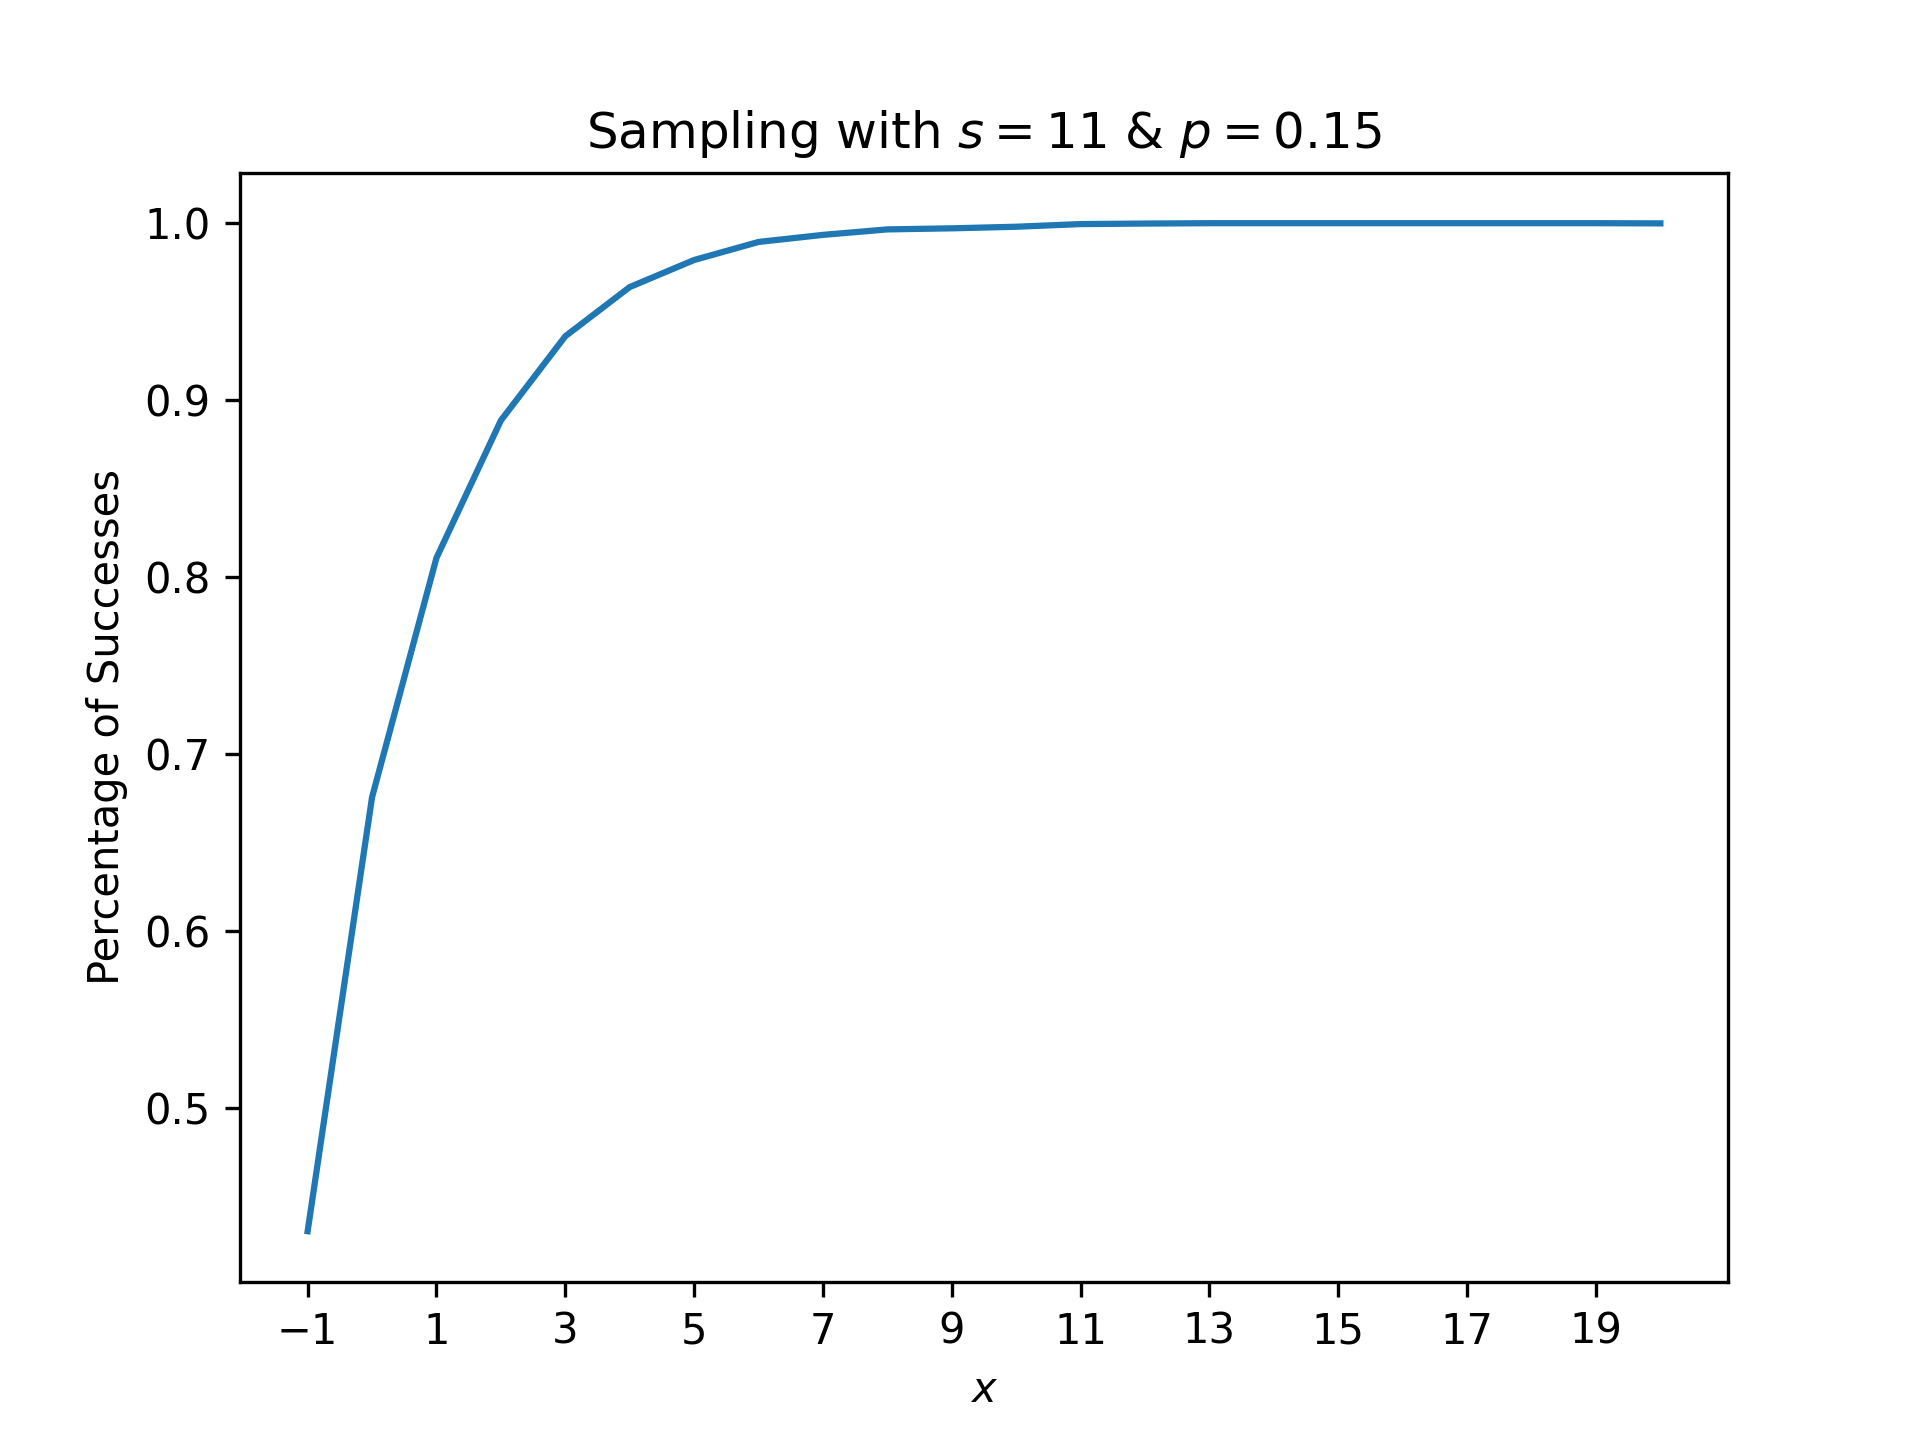 Sampling with s = 11 & p = 0.15
1.0
0.9
0.8
0.7
0.6
0.5
Percentage of Successes
−1 1 3 5 7 9 11 13 15 17 19
x